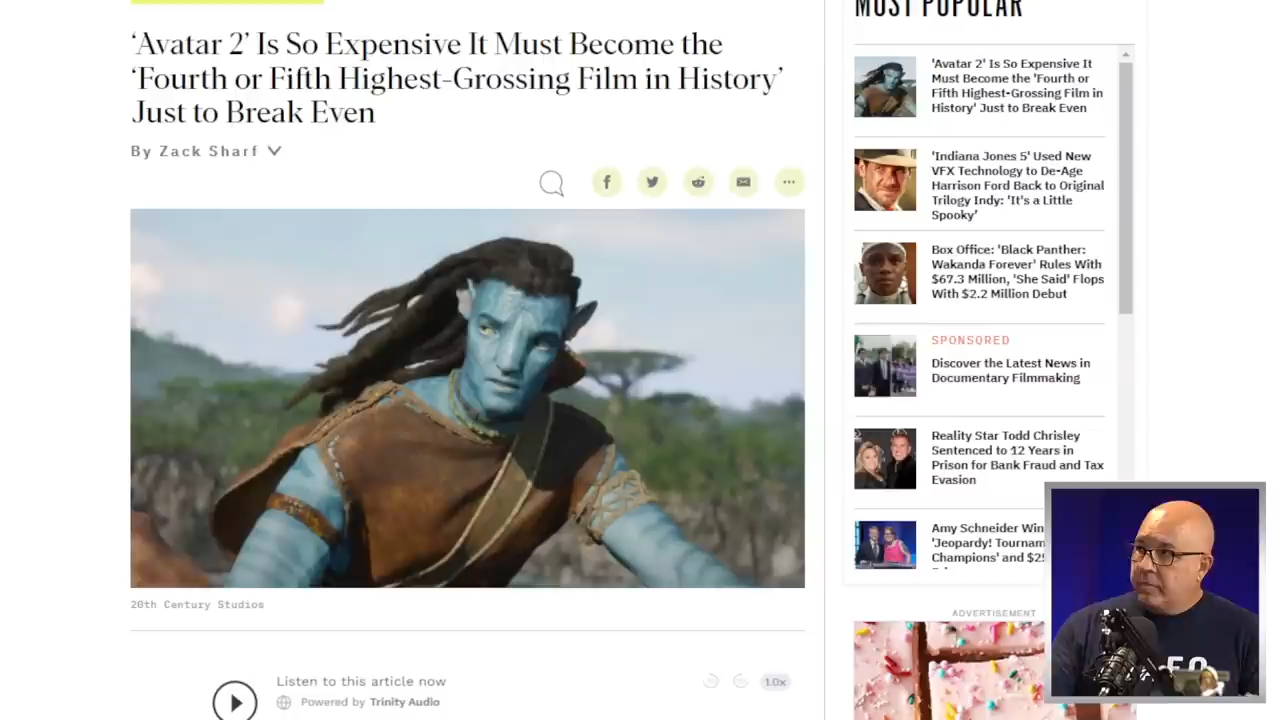 ‘Avatar 2’ Is So Expensive It Must Become the
‘Fourth or Fifth Highest-Grossing Film in History’
Just to Break Even
By Zack Sharf
20th Century Studios
Listen to this article now
Powered by Trinity Audio
1.0x
MOST POPULAR
'Avatar 2' Is So Expensive It
Must Become the 'Fourth or
Fifth Highest-Grossing Film in
History' Just to Break Even
'Indiana Jones 5' Used New
VFX Technology to De-Age
Harrison Ford Back to Original
Trilogy Indy: 'It's a Little
Spooky'
Box Office: 'Black Panther:
Wakanda Forever' Rules With
$67.3 Million, 'She Said' Flops
With $2.2 Million Debut
SPONSORED
Discover the Latest News in
Documentary Filmmaking
Reality Star Todd Chrisley
Sentenced to 12 Years in
Prison for Bank Fraud and Tax
Evasion
Amy Schneider Win
'Jeopardy! Tournam
Champions' and $25
ADVERTISEMENT